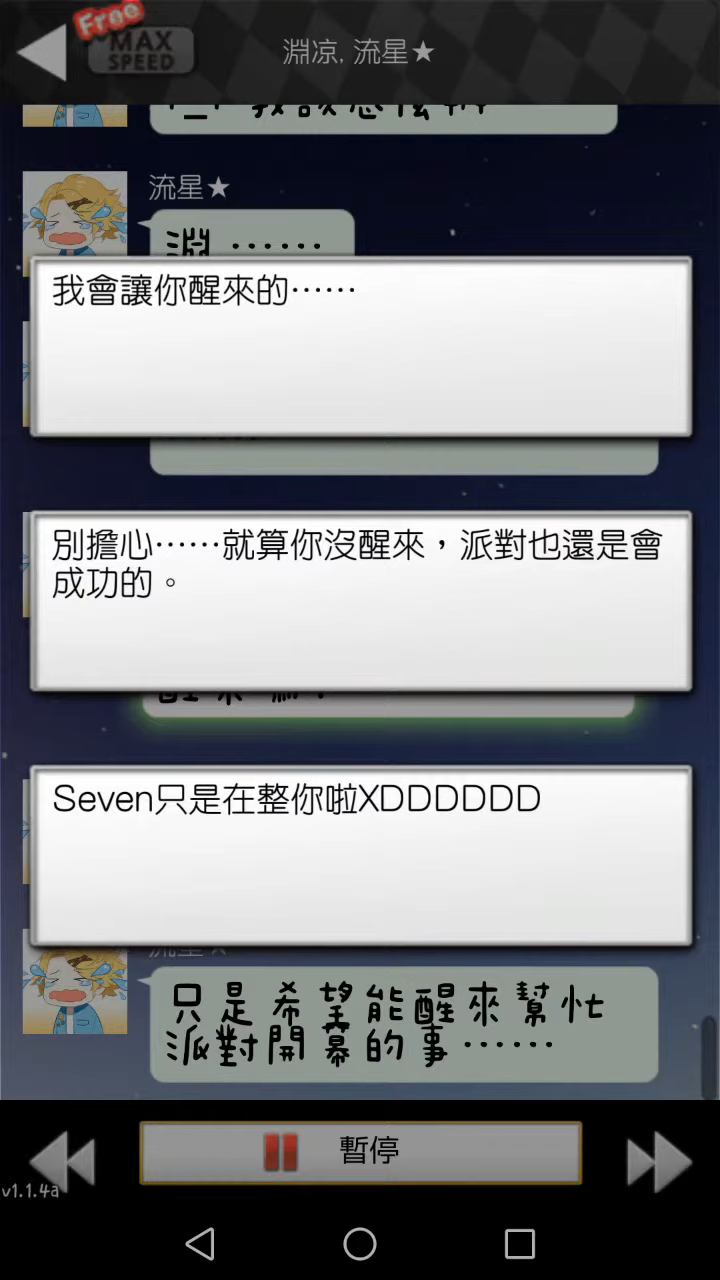 Free
MAX
SPEED
淵凉, 流星★
流星★
淵 ······
我會讓你醒來的······
別擔心······就算你沒醒來，派對也還是會
成功的。
Seven只是在整你啦XDDDDDD
只是希望能醒來幫忙
派對開幕的事······
暫停
v1.1.4a